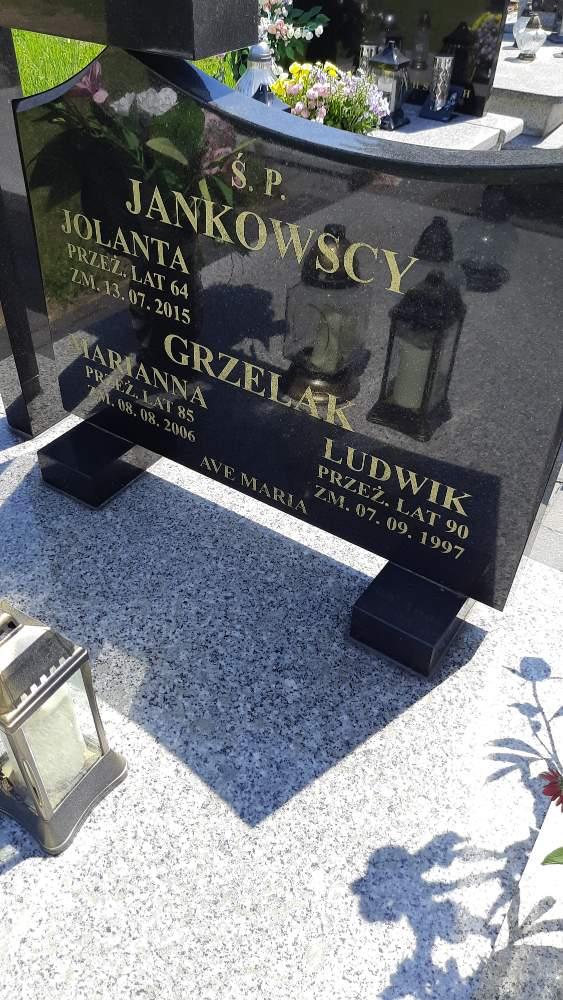 Ś. P.
JANKOWSCY
JOLANTA
PRZEŻ. LAT 64
ZM. 13. 07. 2015
GRZELAK
MARIANNA
PRZEŻ. LAT 85
ZM. 08. 08. 2006
LUDWIK
PRZEŻ. LAT 90
ZM. 07. 09. 1997
AVE MARIA